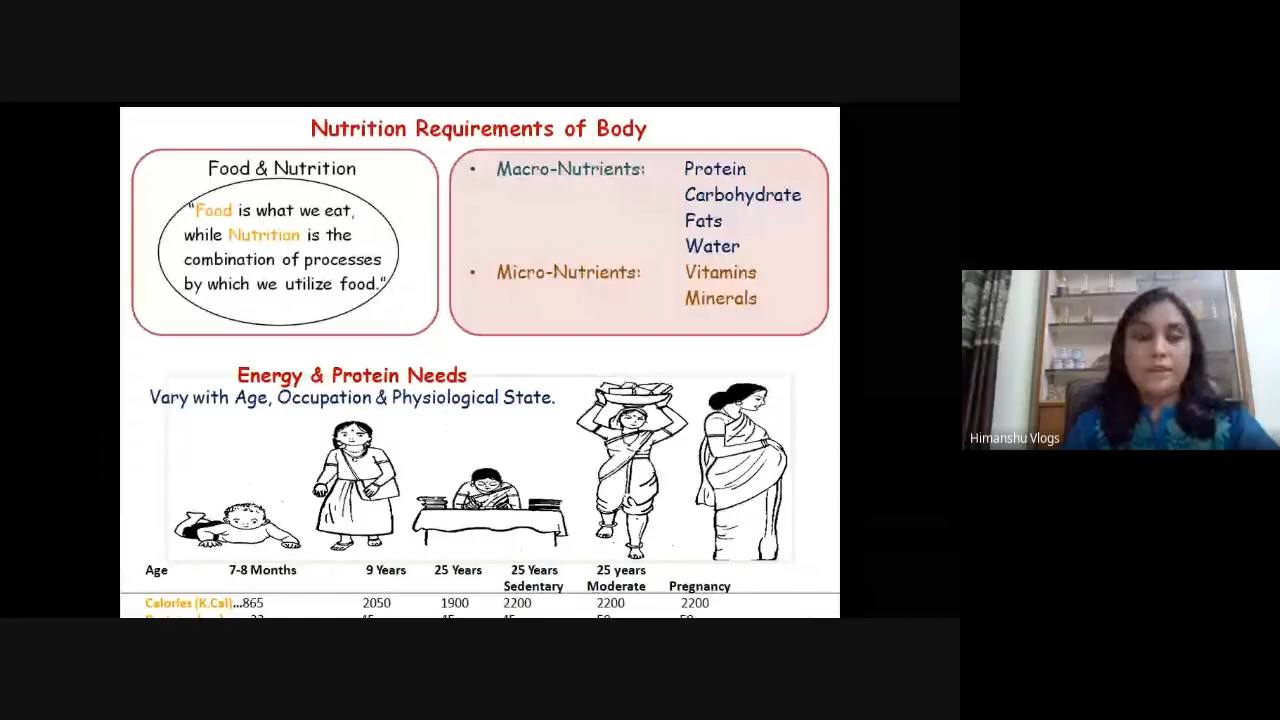 Nutrition Requirements of Body
Food & Nutrition
"Food is what we eat,
while Nutrition is the
combination of processes
by which we utilize food."
• Macro-Nutrients: Protein
Carbohydrate
Fats
Water
• Micro-Nutrients: Vitamins
Minerals
Energy & Protein Needs
Vary with Age, Occupation & Physiological State.
Age 7-8 Months 9 Years 25 Years 25 Years 25 years
Sedentary Moderate Pregnancy
Calories (K.Cal)...865 2050 1900 2200 2200 2200
Himanshu Vlogs